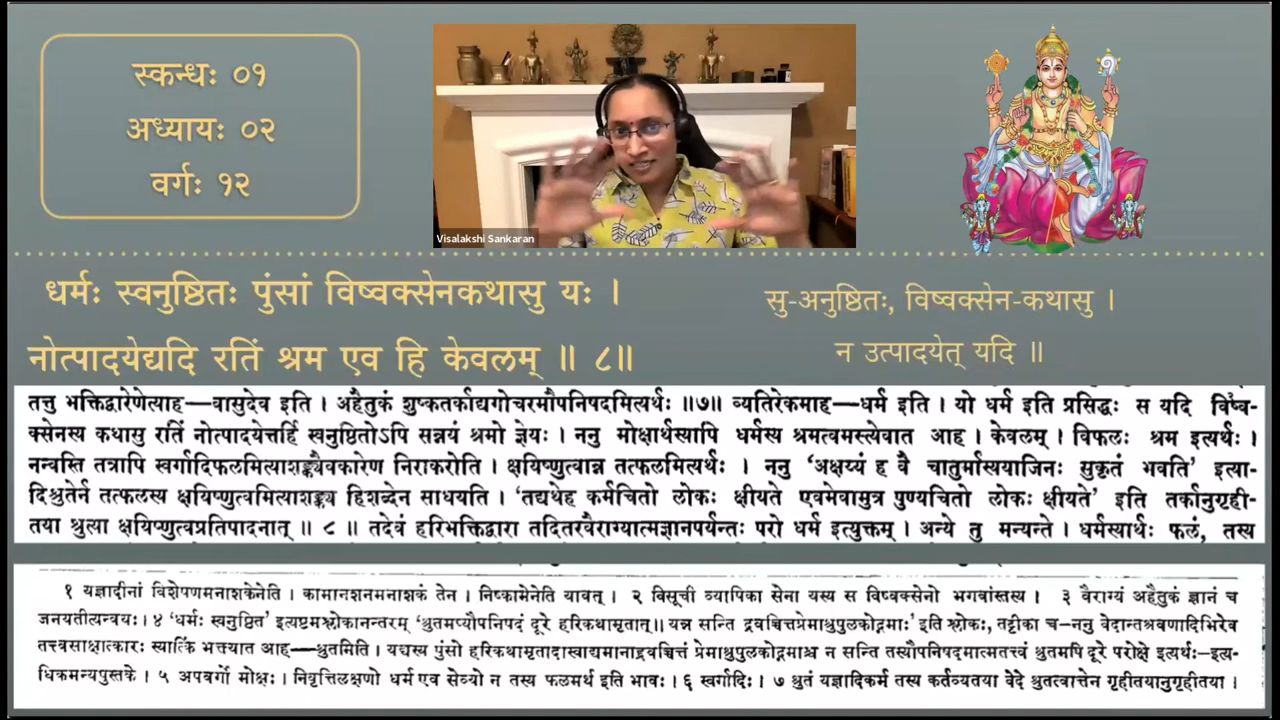 स्कन्धः ०१
अध्यायः ०२
वर्गः १२
Visalakshi Sankaran
धर्मः स्वनुष्ठितः पुंसां विष्वक्सेनकथासु यः ।
नोत्पादयेद्यदि रतिं श्रम एव हि केवलम् ॥ ८॥
सु-अनुष्ठितः, विष्वक्सेन-कथासु ।
न उत्पादयेत् यदि ॥
तत्तु भक्तिद्वारेणेत्याह—वासुदेव इति । अहैतुकं शुष्कतर्काद्यगोचरमौपनिषदमित्यर्थः ॥७॥ व्यतिरेकमाह—धर्म इति । यो धर्म इति प्रसिद्धः स यदि विष्व-
क्सेनस्य कथासु रतिं नोत्पादयेत्तर्हि स्वनुष्ठितोऽपि सन्नयं श्रमो ज्ञेयः । ननु मोक्षार्थस्यापि धर्मस्य श्रमत्वमस्त्येवात आह । केवलम् । विफलः श्रम इत्यर्थः ।
नन्वस्ति तत्रापि स्वर्गादिफलमित्याशङ्क्यैवकारेण निराकरोति । क्षयिष्णुत्वान्न तत्फलमित्यर्थः । ननु 'अक्षय्यं ह वै चातुर्मास्ययाजिनः सुकृतं भवति' इत्या-
दिश्रुतेर्न तत्फलस्य क्षयिष्णुत्वमित्याशङ्क्य हिशब्देन साधयति । 'तद्यथेह कर्मचितो लोकः क्षीयते एवमेवामुत्र पुण्यचितो लोकः क्षीयते' इति तर्कानुगृही-
तया श्रुत्या क्षयिष्णुत्वप्रतिपादनात् ॥ ८ ॥ तदेवं हरिभक्तिद्वारा तदितरवैराग्यात्मज्ञानपर्यन्तः परो धर्म इत्युक्तम् । अन्ये तु मन्यन्ते । धर्मस्यार्थः फलं, तस्य
१ यज्ञादीनां विशेषणमनाशकेनेति । कामानशनमनाशकं तेन । निष्कामेनेति यावत् । २ विसूची व्यापिका सेना यस्य स विष्वक्सेनो भगवांस्तस्य । ३ वैराग्यं अहैतुकं ज्ञानं च
जनयतीत्यन्वयः । ४ 'धर्मः स्वनुष्ठित' इत्यष्टमश्लोकानन्तरम् 'श्रुतमप्यौपनिषदं दूरे हरिकथामृतात् ॥ यन्न सन्ति द्रवच्चित्तप्रेमाश्रुपुलकोद्गमाः' इति श्लोकः, तट्टीका च–ननु वेदान्तश्रवणादिभिरेव
तत्त्वसाक्षात्कारः स्यात्किं भक्त्यात आह—श्रुतमिति । यद्यस्य पुंसो हरिकथामृतादास्वाद्यमानाद्द्रवच्चित्तं प्रेमाश्रुपुलकोद्गमाश्च न सन्ति तस्यौपनिषदमात्मतत्त्वं श्रुतमपि दूरे परोक्षे इत्यर्थः–इत्य-
धिकमन्यपुस्तके । ५ अपवर्गो मोक्षः । निवृत्तिलक्षणो धर्म एव सेव्यो न तस्य फलमर्थ इति भावः । ६ स्वर्गादिः । ७ श्रुतं यज्ञादिकर्म तस्य कर्तव्यतया वेदे श्रुतत्वात्तेन गृहीतयानुगृहीतया ।